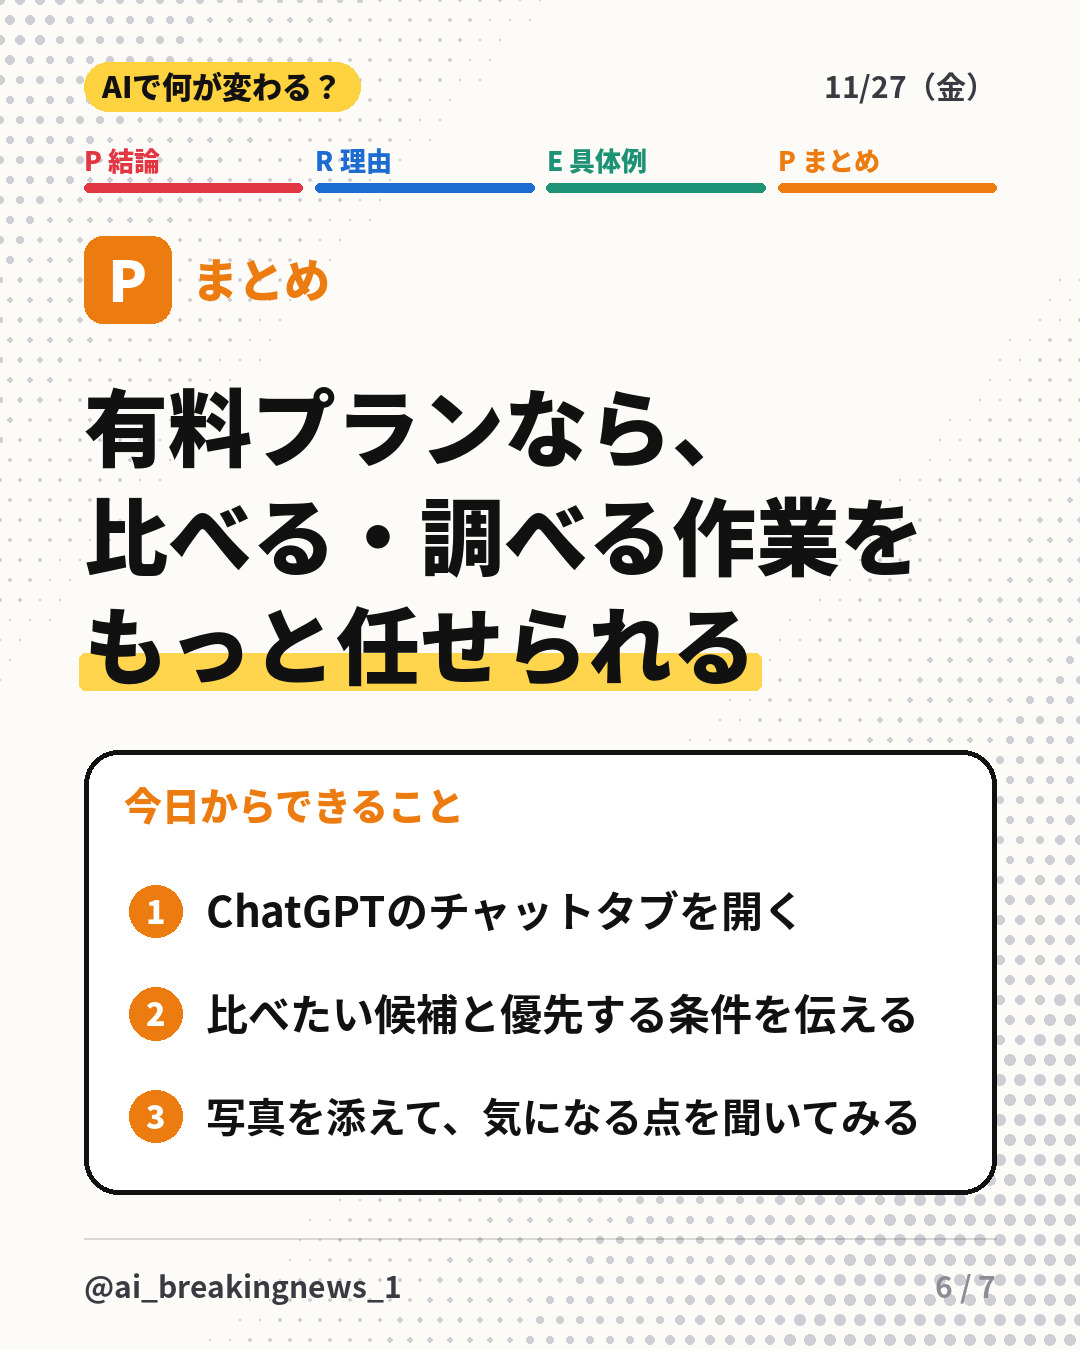 AIで何が変わる？
11/27（金）
P 結論
R 理由
E 具体例
P まとめ
P
まとめ
有料プランなら、
比べる・調べる作業を
もっと任せられる
今日からできること
1 ChatGPTのチャットタブを開く
2 比べたい候補と優先する条件を伝える
3 写真を添えて、気になる点を聞いてみる
@ai_breakingnews_1
6 / 7